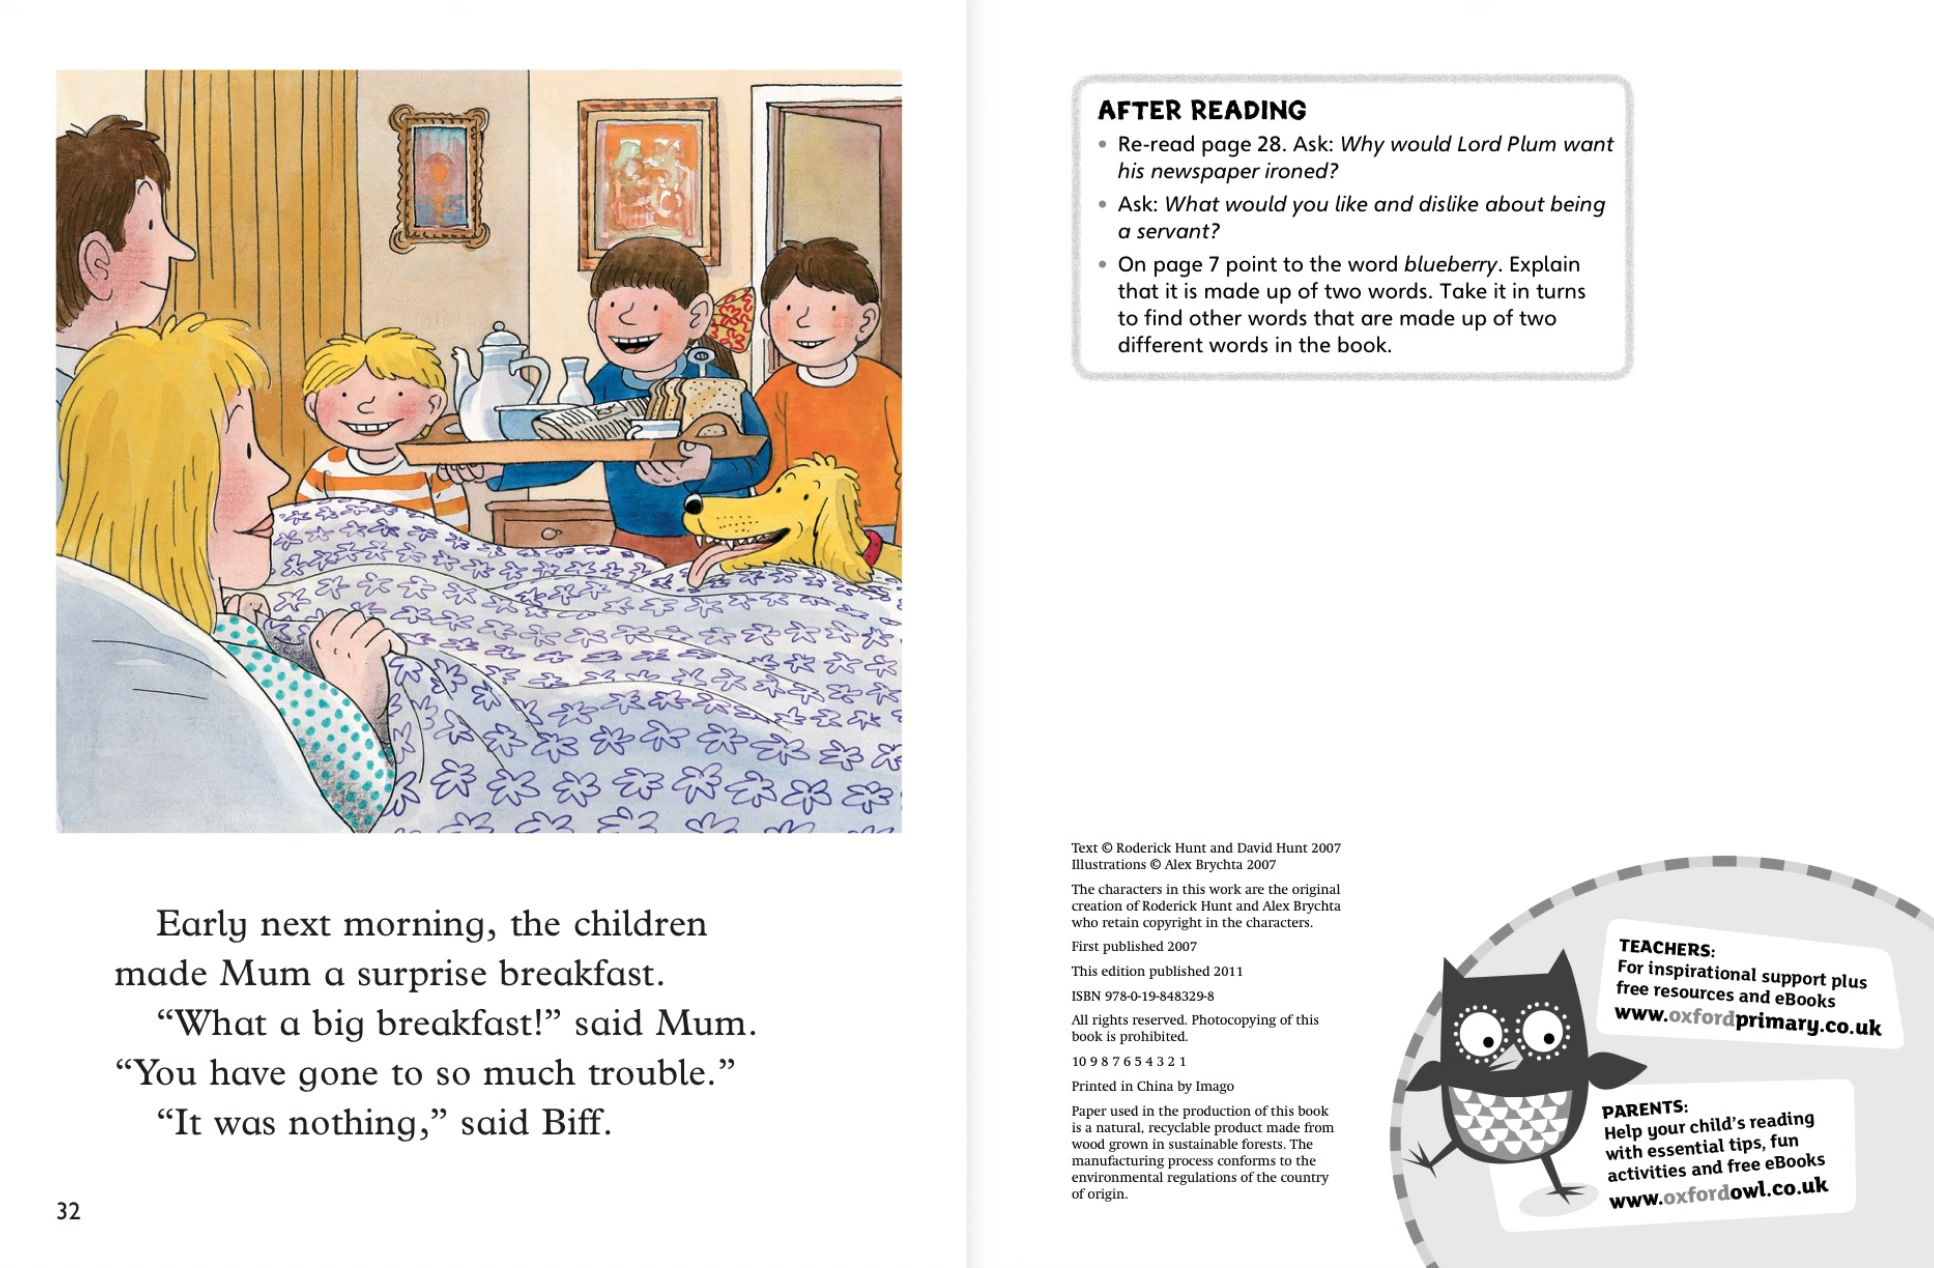 Early next morning, the children
made Mum a surprise breakfast.
“What a big breakfast!” said Mum.
“You have gone to so much trouble.”
“It was nothing,” said Biff.
32
AFTER READING
• Re-read page 28. Ask: Why would Lord Plum want
his newspaper ironed?
• Ask: What would you like and dislike about being
a servant?
• On page 7 point to the word blueberry. Explain
that it is made up of two words. Take it in turns
to find other words that are made up of two
different words in the book.
Text © Roderick Hunt and David Hunt 2007
Illustrations © Alex Brychta 2007
The characters in this work are the original
creation of Roderick Hunt and Alex Brychta
who retain copyright in the characters.
First published 2007
This edition published 2011
ISBN 978-0-19-848329-8
All rights reserved. Photocopying of this
book is prohibited.
10 9 8 7 6 5 4 3 2 1
Printed in China by Imago
Paper used in the production of this book
is a natural, recyclable product made from
wood grown in sustainable forests. The
manufacturing process conforms to the
environmental regulations of the country
of origin.
TEACHERS:
For inspirational support plus
free resources and eBooks
www.oxfordprimary.co.uk
PARENTS:
Help your child’s reading
with essential tips, fun
activities and free eBooks
www.oxfordowl.co.uk